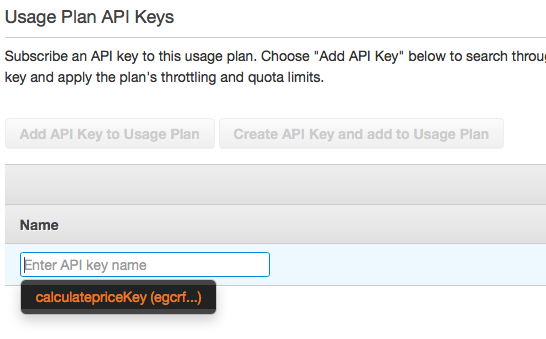 Usage Plan API Keys
Subscribe an API key to this usage plan. Choose "Add API Key" below to search throu
key and apply the plan's throttling and quota limits.
Add API Key to Usage Plan Create API Key and add to Usage Plan
Name
Enter API key name
calculatepriceKey (egcrf...)